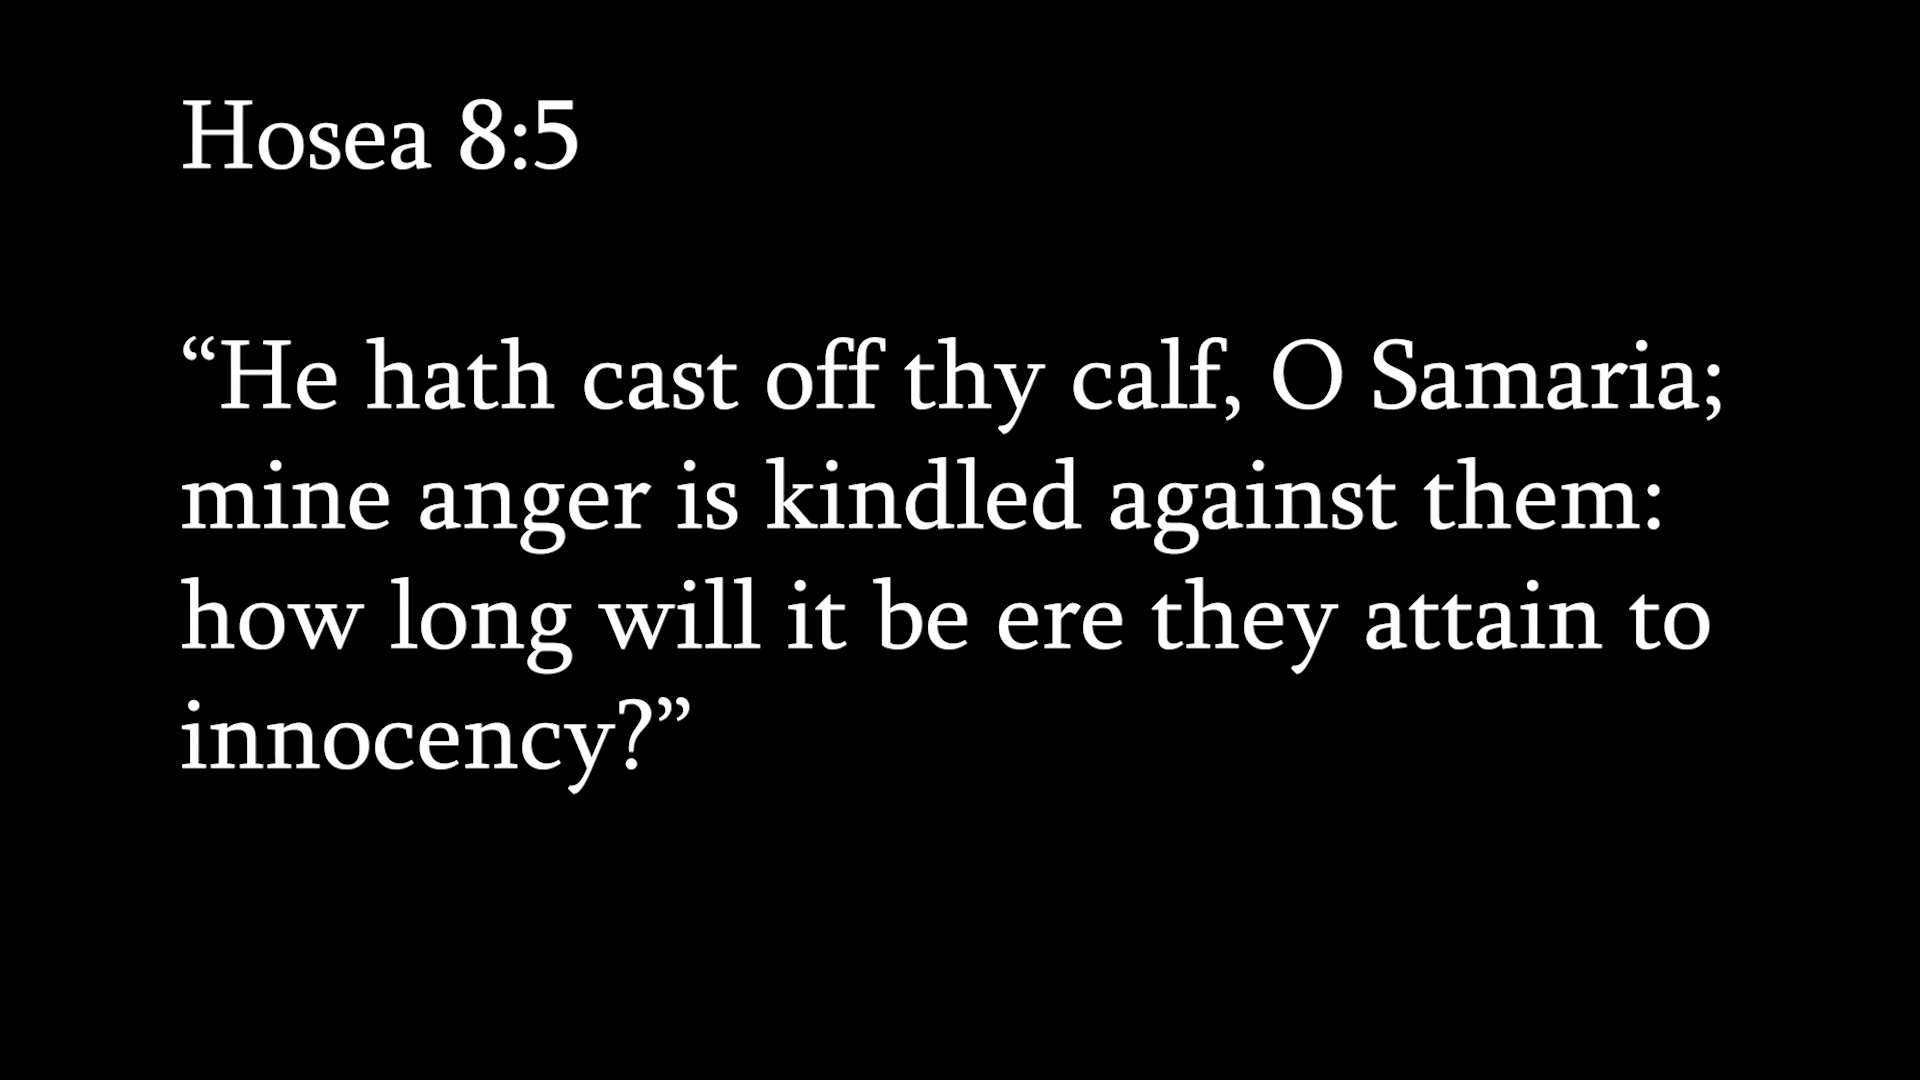 Hosea 8:5
“He hath cast off thy calf, O Samaria;
mine anger is kindled against them:
how long will it be ere they attain to
innocency?”